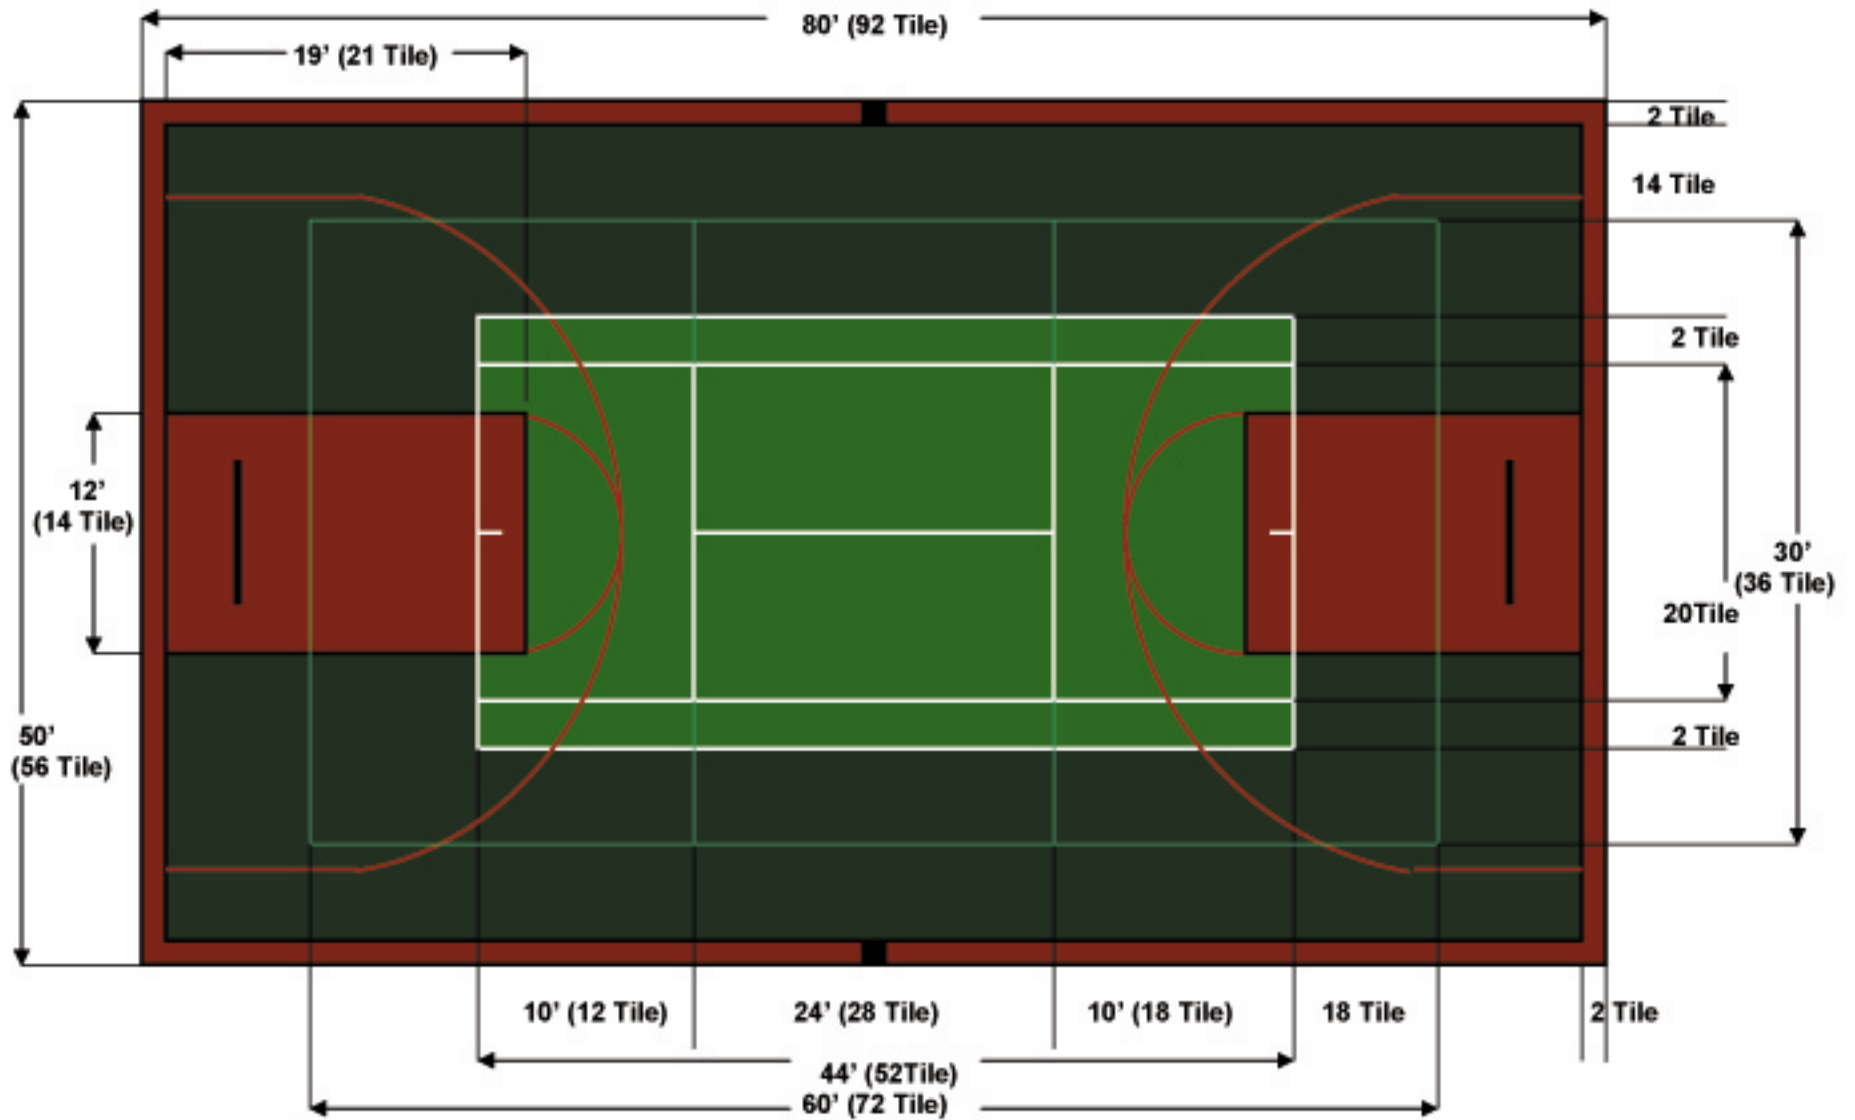 80’ (92 Tile)
19’ (21 Tile)
2 Tile
14 Tile
2 Tile
12’
(14 Tile)
30’
(36 Tile)
20Tile
50’
(56 Tile)
2 Tile
10’ (12 Tile)
24’ (28 Tile)
10’ (18 Tile)
18 Tile
2 Tile
44’ (52Tile)
60’ (72 Tile)